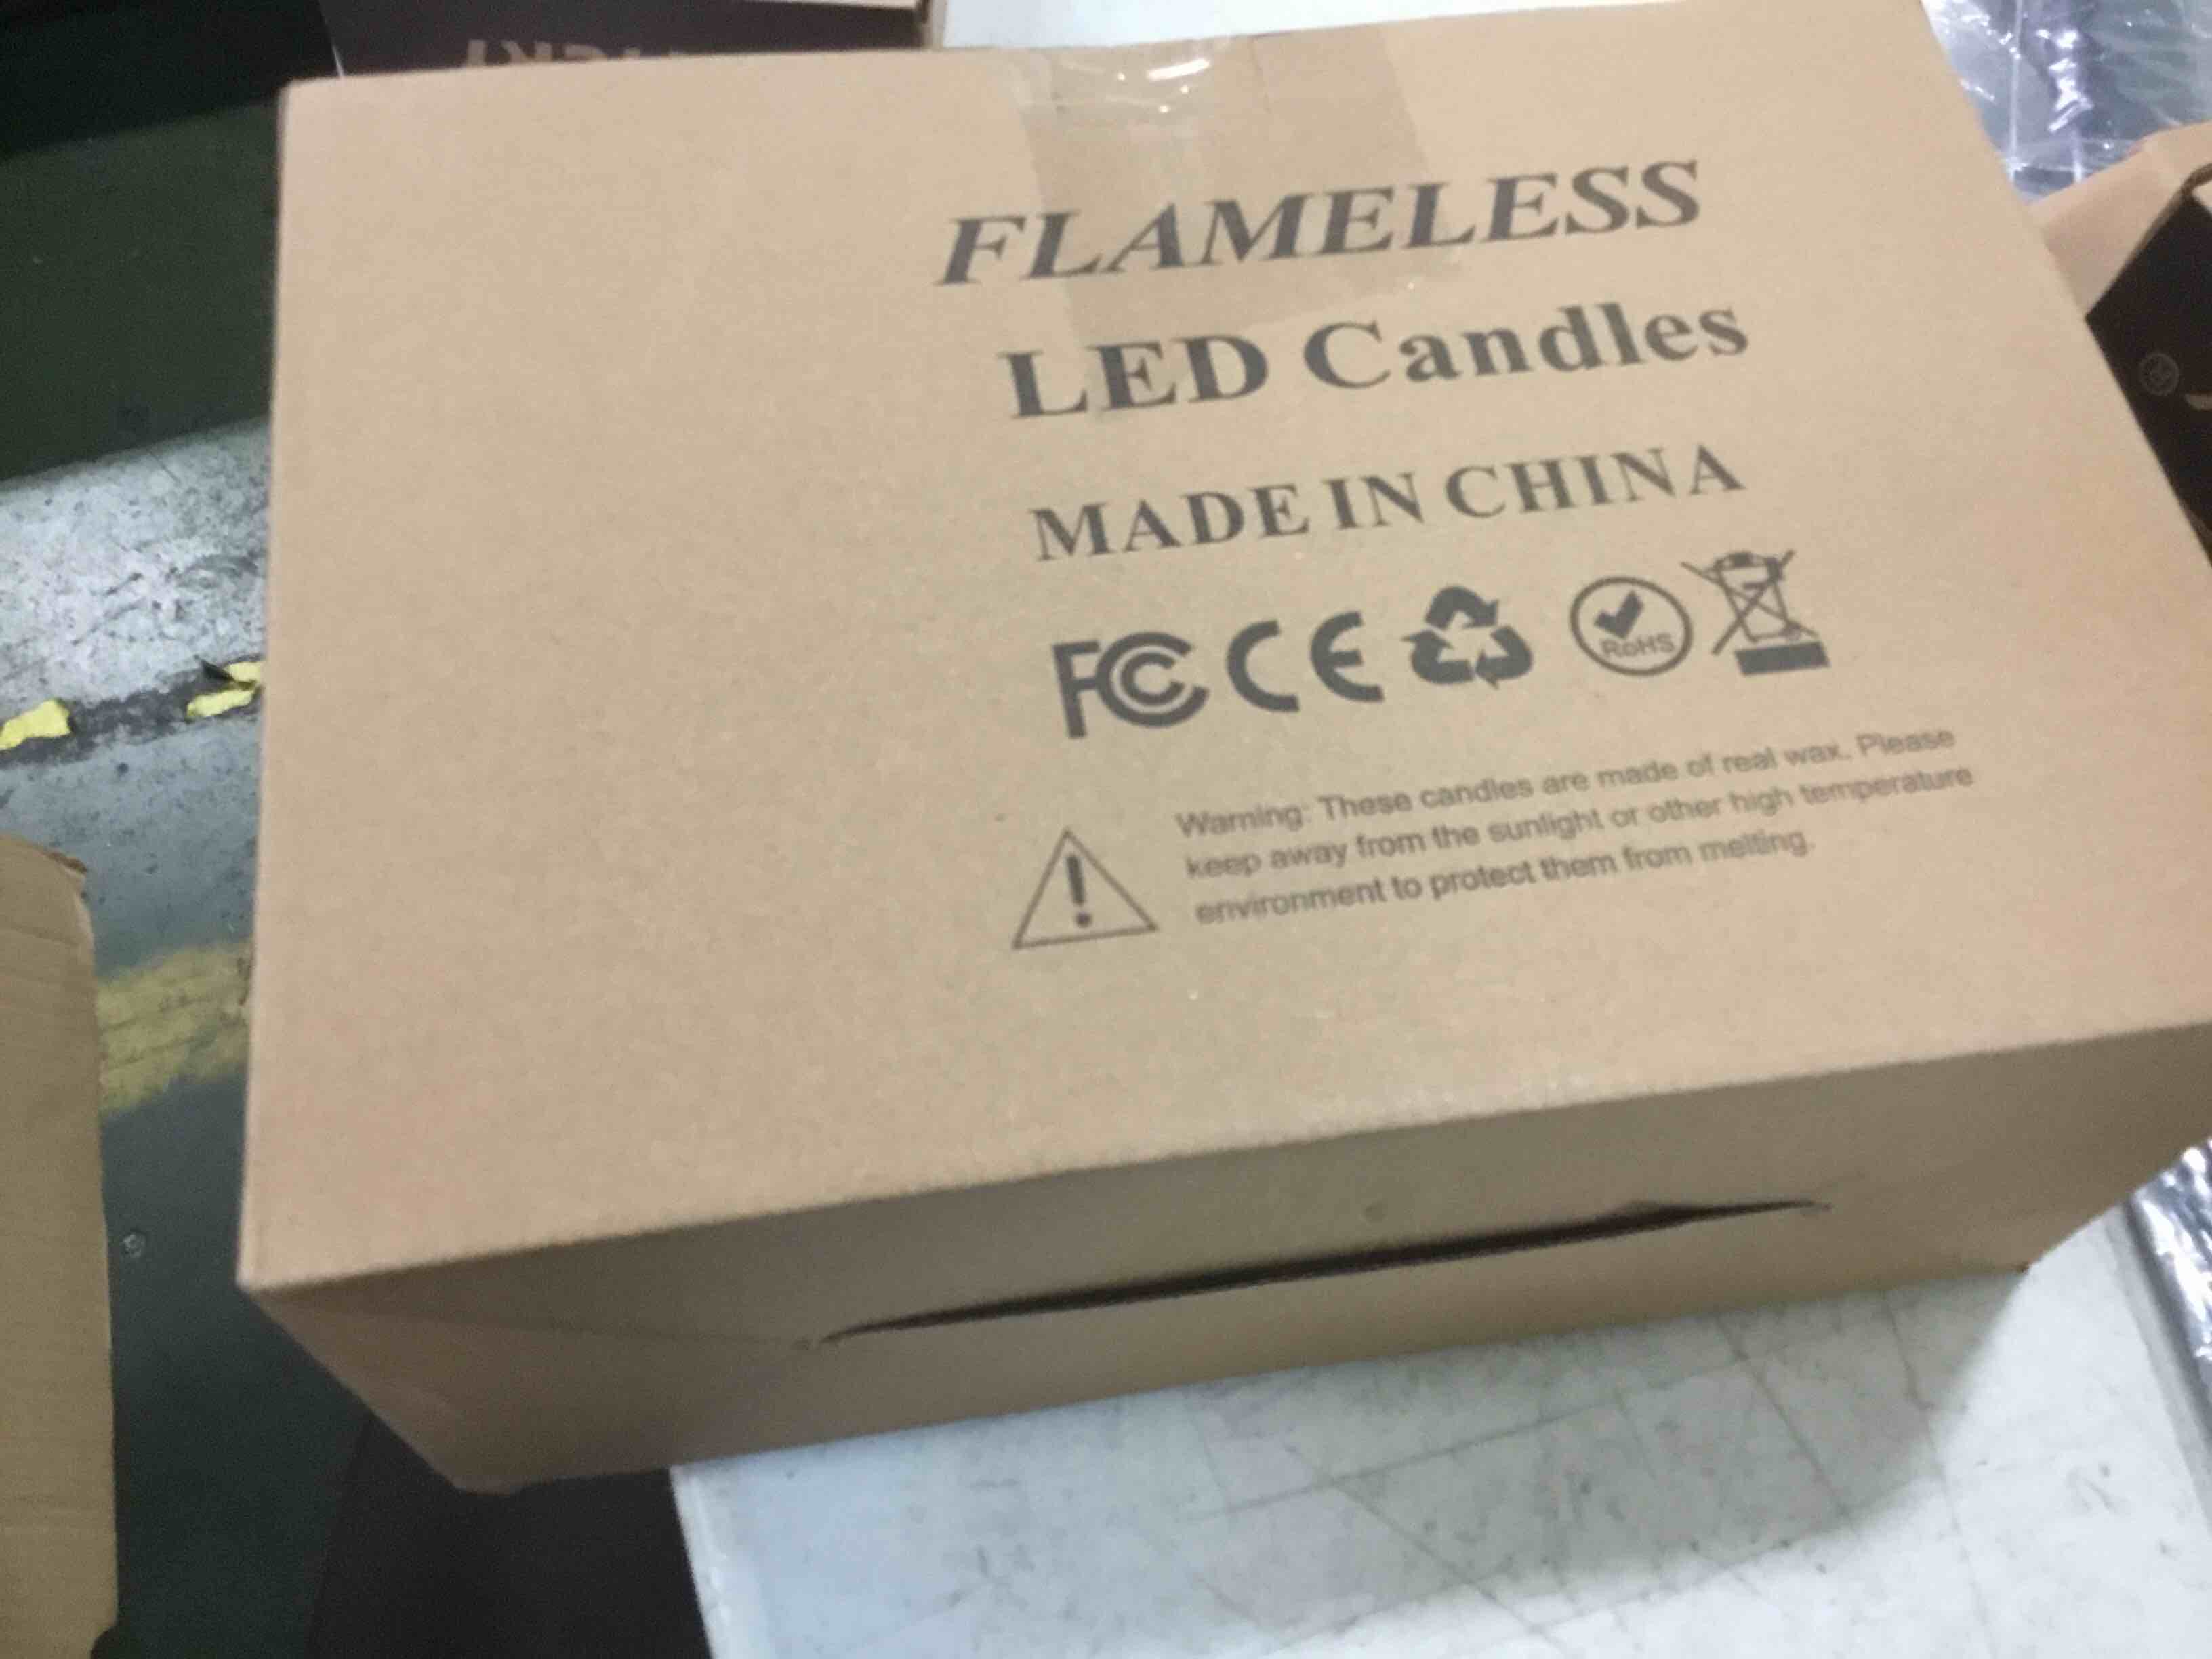 FLAMELESS
LED Candles
MADE IN CHINA
FC CE RoHS
Warning: These candles are made of real wax. Please
keep away from the sunlight or other high temperature
environment to protect them from melting.